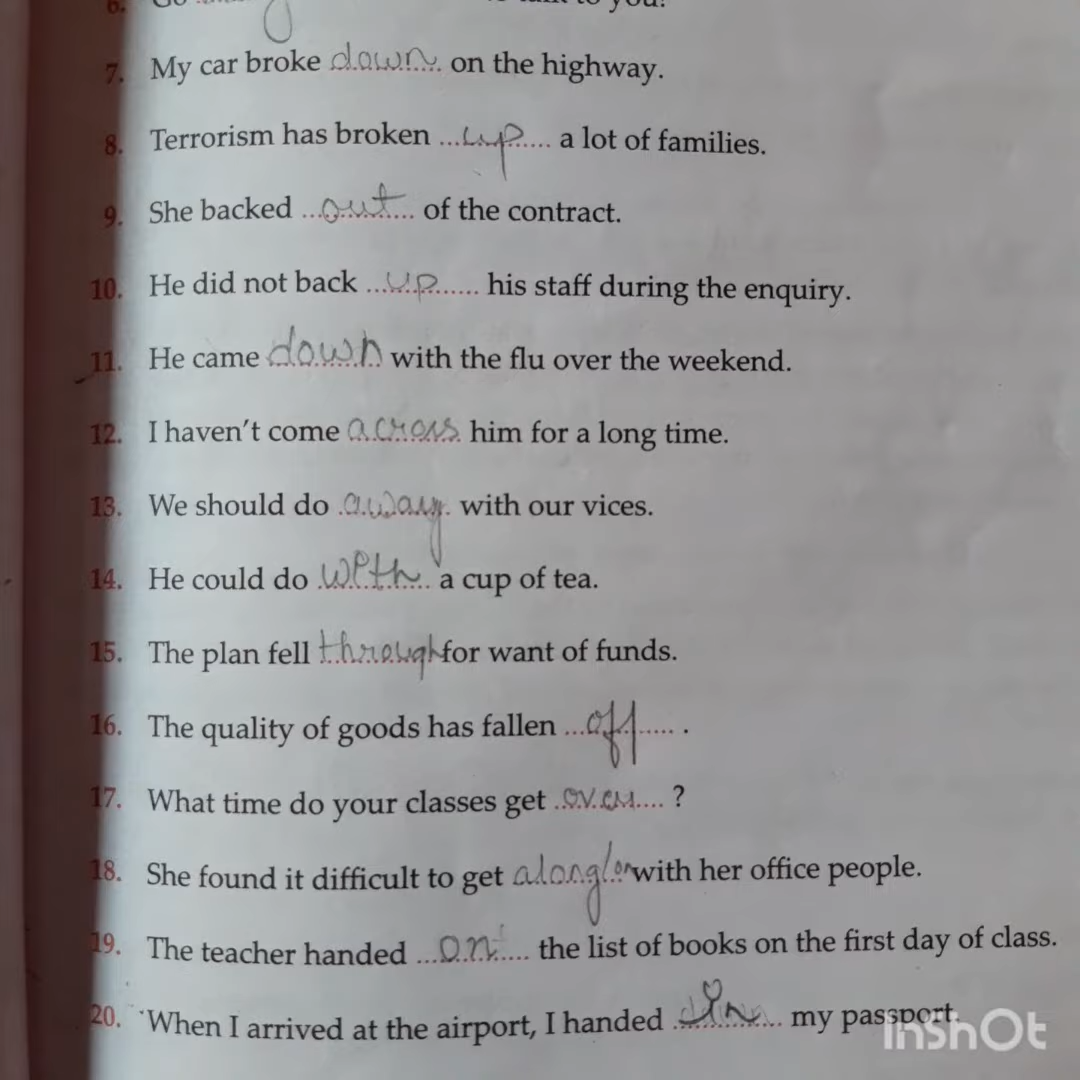 6. Go
7. My car broke down on the highway.
8. Terrorism has broken ...up... a lot of families.
9. She backed ...out... of the contract.
10. He did not back ...up... his staff during the enquiry.
11. He came down with the flu over the weekend.
12. I haven't come across him for a long time.
13. We should do away with our vices.
14. He could do with a cup of tea.
15. The plan fell through for want of funds.
16. The quality of goods has fallen ...off... .
17. What time do your classes get over ?
18. She found it difficult to get along/on with her office people.
19. The teacher handed ...on... the list of books on the first day of class.
20. When I arrived at the airport, I handed in my passport.
InShOt